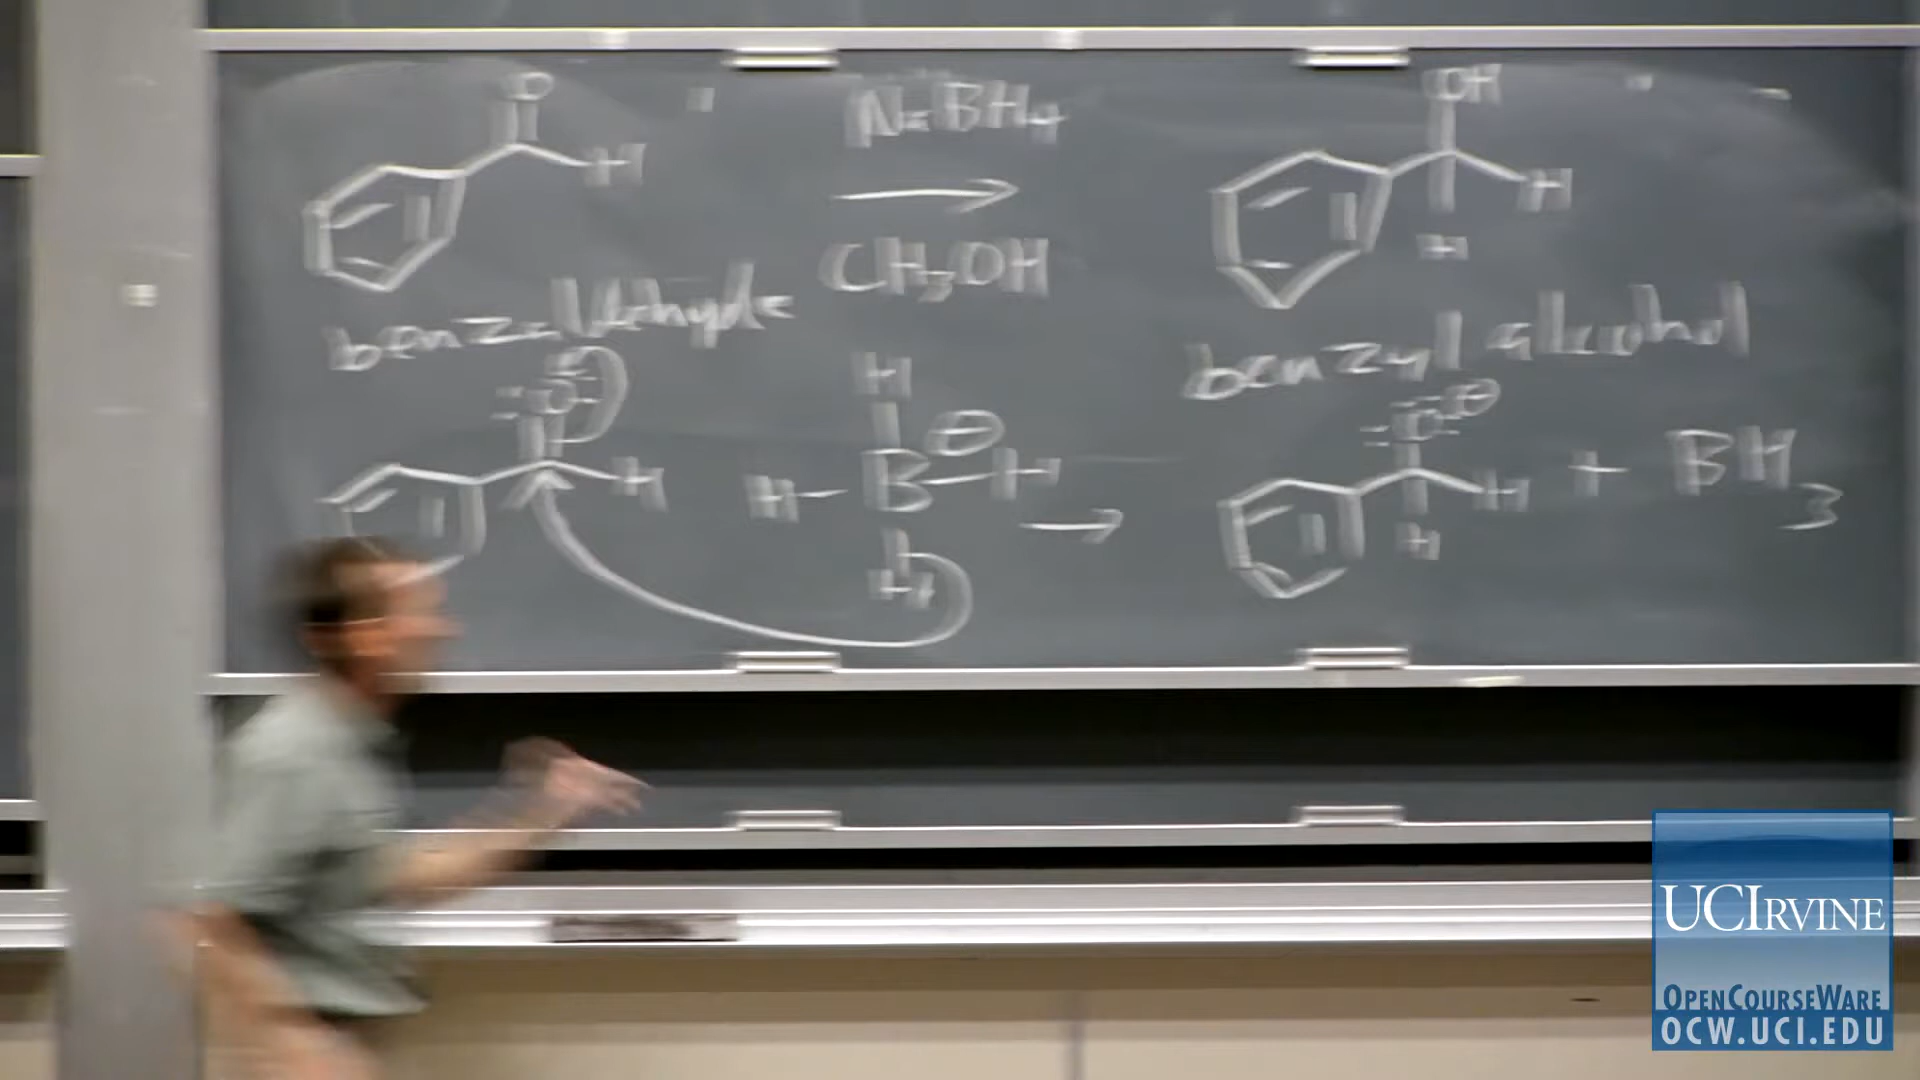 O
H
NaBH4
CH3OH
OH
H
H
benzaldehyde
benzyl alcohol
O
H
H
H-B-H
H
⊖
→
O ⊖
H
H
+ BH3
UCIRVINE
OPENCOURSEWARE
OCW.UCI.EDU